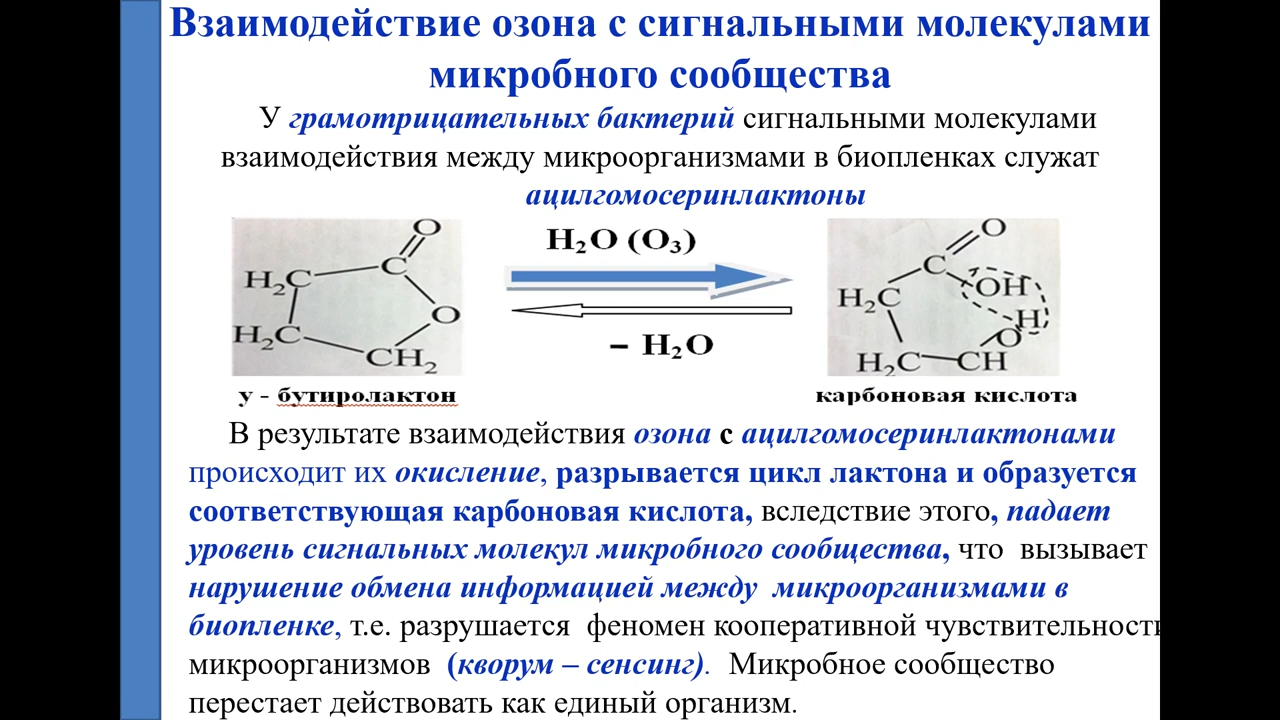 Взаимодействие озона с сигнальными молекулами
микробного сообщества
У грамотрицательных бактерий сигнальными молекулами
взаимодействия между микроорганизмами в биопленках служат
ацилгомосеринлактоны
O
C
H₂C
O
H₂C
CH₂
у - бутиролактон
H₂O (O₃)
– H₂O
O
C
OH
H₂C
H
O
H₂C
CH
карбоновая кислота
В результате взаимодействия озона с ацилгомосеринлактонами
происходит их окисление, разрывается цикл лактона и образуется
соответствующая карбоновая кислота, вследствие этого, падает
уровень сигнальных молекул микробного сообщества, что вызывает
нарушение обмена информацией между микроорганизмами в
биопленке, т.е. разрушается феномен кооперативной чувствительности
микроорганизмов (кворум – сенсинг). Микробное сообщество
перестает действовать как единый организм.